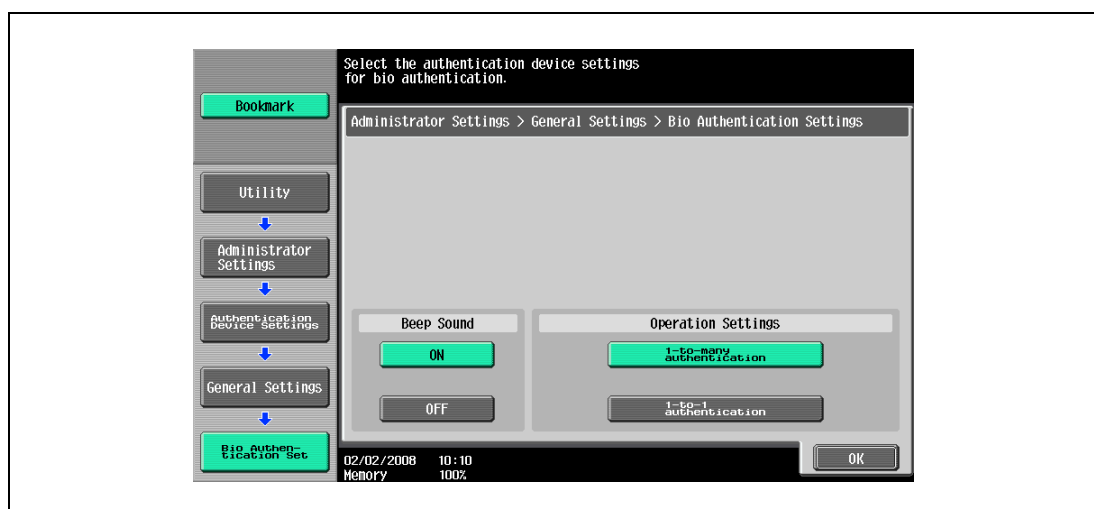 Select the authentication device settings
for bio authentication.
Bookmark
Administrator Settings > General Settings > Bio Authentication Settings
Utility
Administrator
Settings
Authentication
Device Settings
General Settings
Bio Authen-
tication Set
Beep Sound
ON
OFF
Operation Settings
1-to-many
authentication
1-to-1
authentication
02/02/2008 10:10
Memory 100%
OK